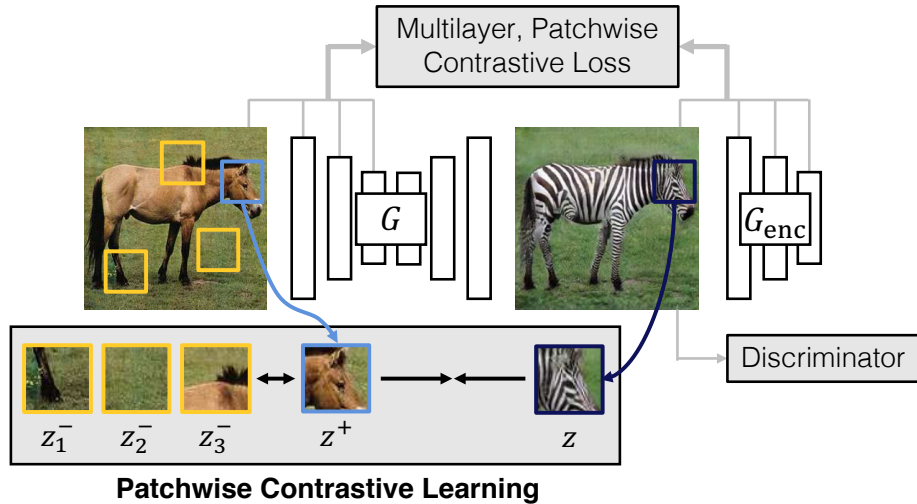 Multilayer, Patchwise
Contrastive Loss
G
G_enc
Discriminator
z_1^-
z_2^-
z_3^-
z^+
z
Patchwise Contrastive Learning